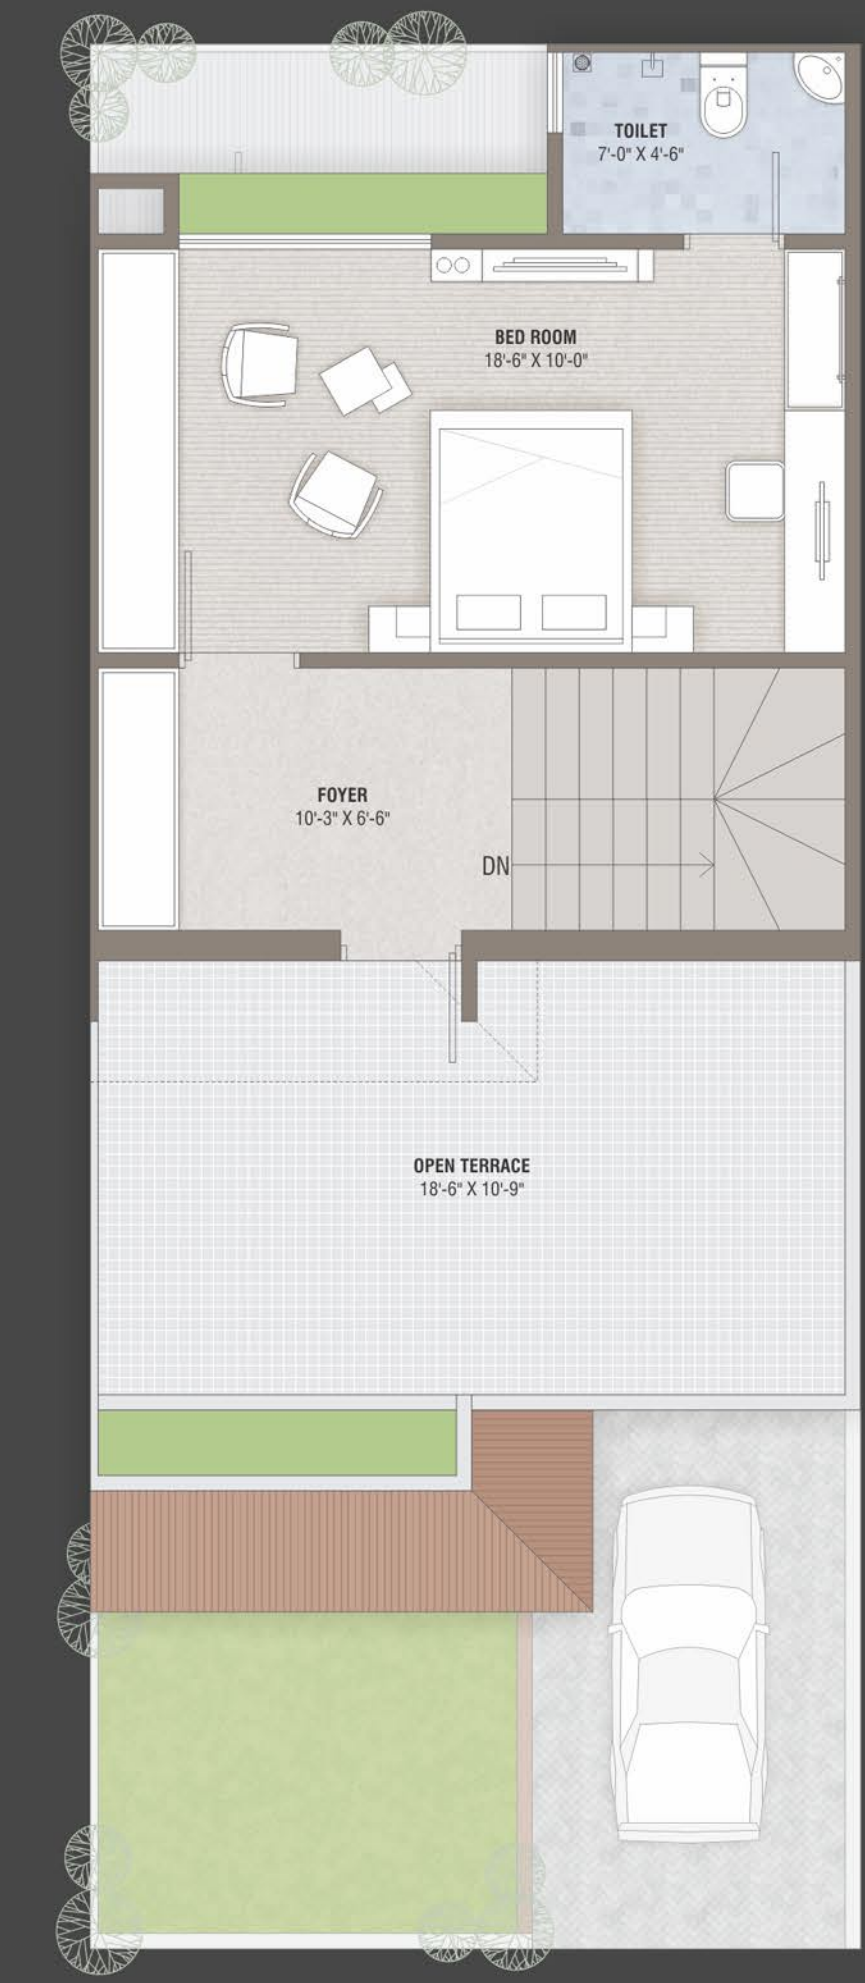 TOILET
7'-0" X 4'-6"
BED ROOM
18'-6" X 10'-0"
FOYER
10'-3" X 6'-6"
DN
OPEN TERRACE
18'-6" X 10'-9"